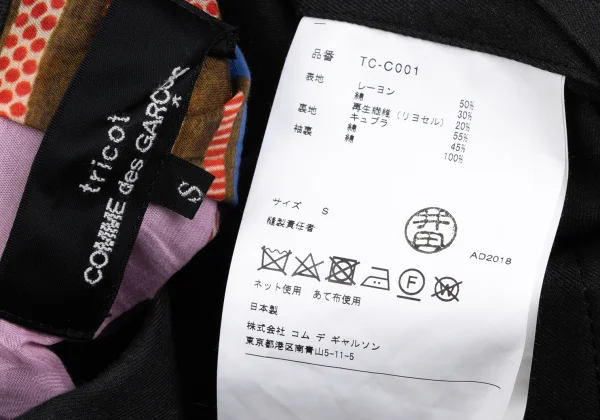 tricot
COMME des GARÇONS
S
品番 TC-C001
表地 レーヨン 50%
綿 30%
再生繊維 (リヨセル) 20%
裏地 キュプラ 55%
綿 45%
袖裏 綿 100%
サイズ S
縫製責任者
井田
AD2018
F
W
ネット使用 あて布使用
日本製
株式会社 コム デ ギャルソン
東京都港区南青山5-11-5